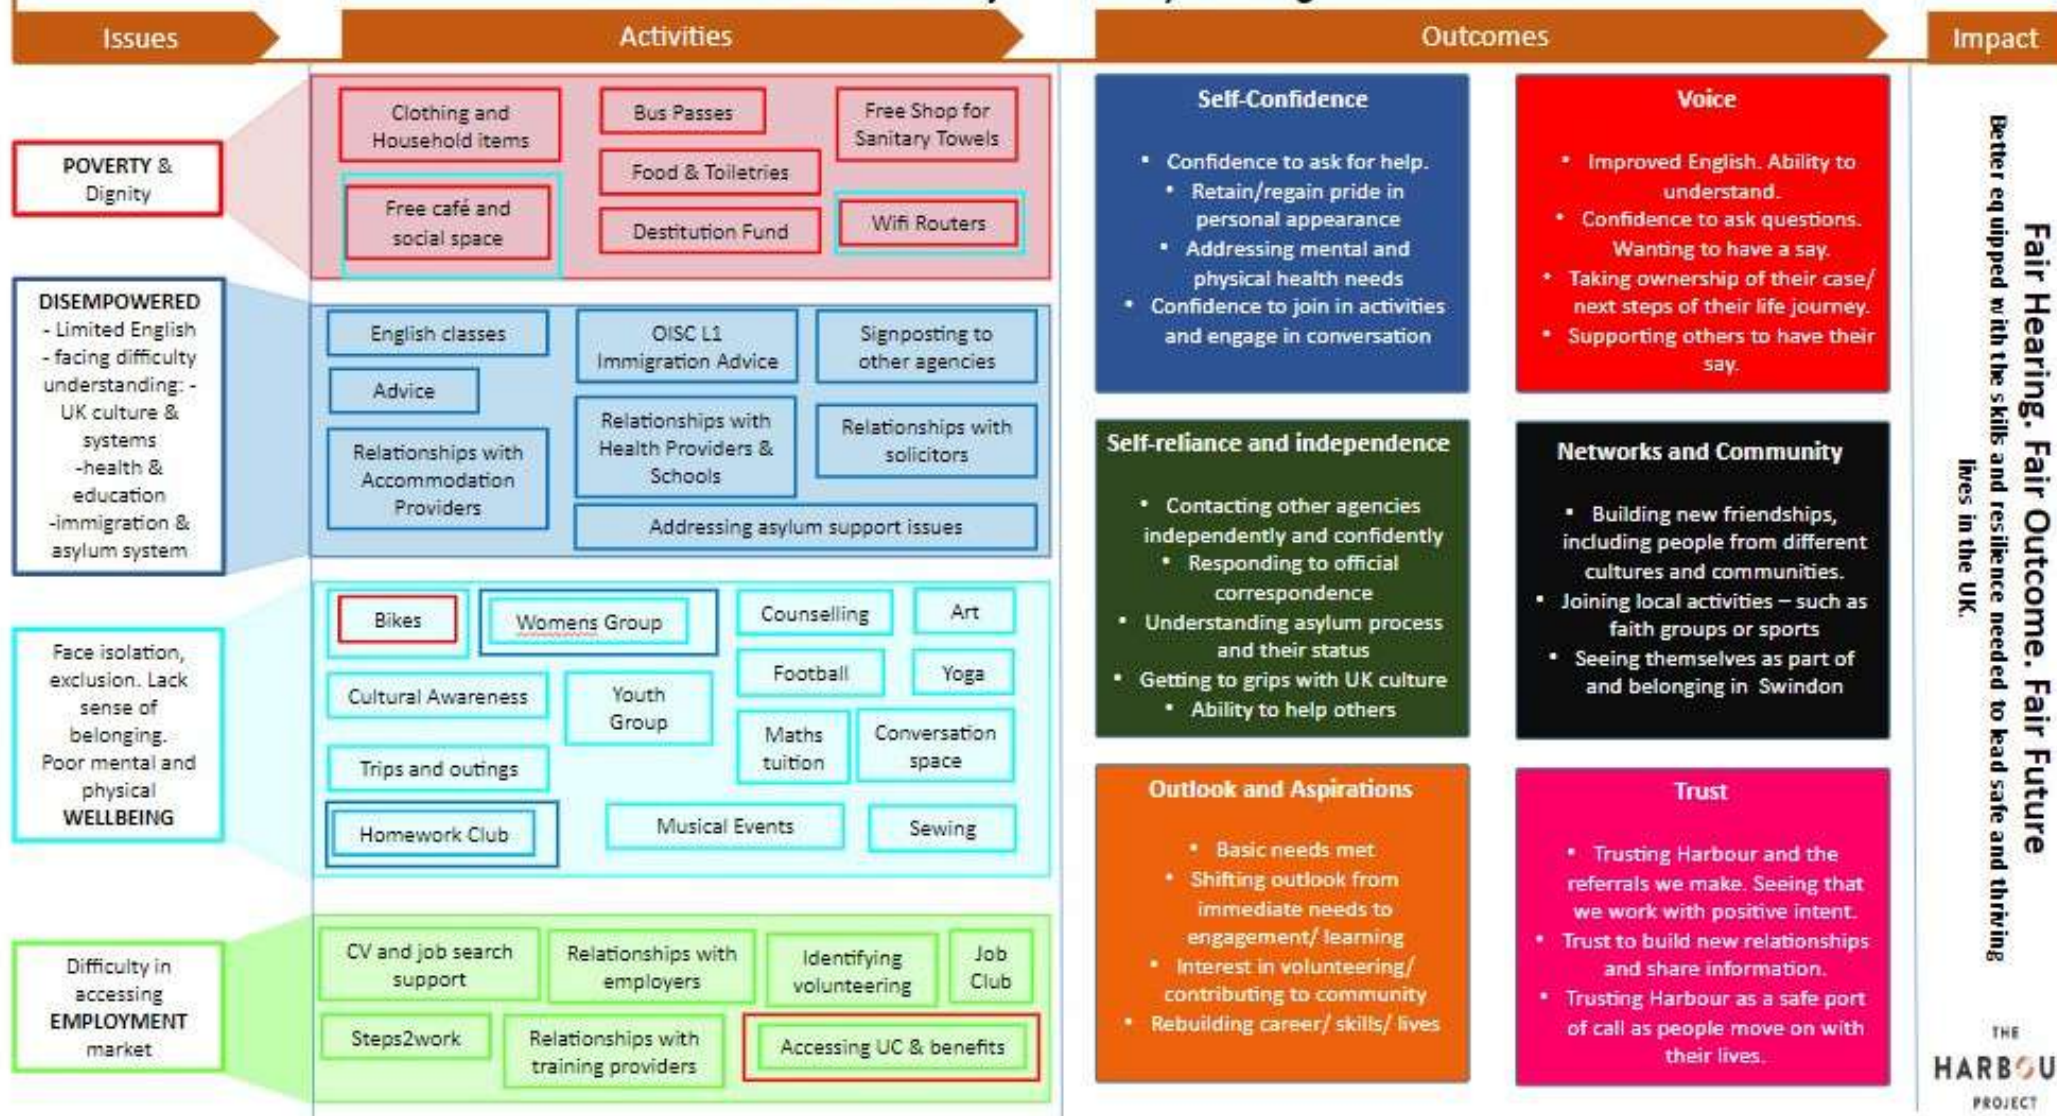 Issues
Activities
Outcomes
Impact
POVERTY &
Dignity
Clothing and
Household items
Bus Passes
Free Shop for
Sanitary Towels
Food & Toiletries
Free café and
social space
Destitution Fund
Wifi Routers
DISEMPOWERED
- Limited English
- facing difficulty
understanding: -
UK culture &
systems
-health &
education
-immigration &
asylum system
English classes
OISC L1
Immigration Advice
Signposting to
other agencies
Advice
Relationships with
Health Providers &
Schools
Relationships with
solicitors
Relationships with
Accommodation
Providers
Addressing asylum support issues
Face isolation,
exclusion. Lack
sense of
belonging.
Poor mental and
physical
WELLBEING
Bikes
Womens Group
Counselling
Art
Cultural Awareness
Youth
Group
Football
Yoga
Trips and outings
Maths
tuition
Conversation
space
Homework Club
Musical Events
Sewing
Difficulty in
accessing
EMPLOYMENT
market
CV and job search
support
Relationships with
employers
Identifying
volunteering
Job
Club
Steps2work
Relationships with
training providers
Accessing UC & benefits
Self-Confidence
• Confidence to ask for help.
• Retain/regain pride in
personal appearance
• Addressing mental and
physical health needs
• Confidence to join in activities
and engage in conversation
Voice
• Improved English. Ability to
understand.
• Confidence to ask questions.
Wanting to have a say.
• Taking ownership of their case/
next steps of their life journey.
• Supporting others to have their
say.
Self-reliance and independence
• Contacting other agencies
independently and confidently
• Responding to official
correspondence
• Understanding asylum process
and their status
• Getting to grips with UK culture
• Ability to help others
Networks and Community
• Building new friendships,
including people from different
cultures and communities.
• Joining local activities – such as
faith groups or sports
• Seeing themselves as part of
and belonging in Swindon
Outlook and Aspirations
• Basic needs met
• Shifting outlook from
immediate needs to
engagement/ learning
• Interest in volunteering/
contributing to community
• Rebuilding career/ skills/ lives
Trust
• Trusting Harbour and the
referrals we make. Seeing that
we work with positive intent.
• Trust to build new relationships
and share information.
• Trusting Harbour as a safe port
of call as people move on with
their lives.
Fair Hearing. Fair Outcome. Fair Future
Better equipped with the skills and resilience needed to lead safe and thriving
lives in the UK.
THE
HARBOU
PROJECT